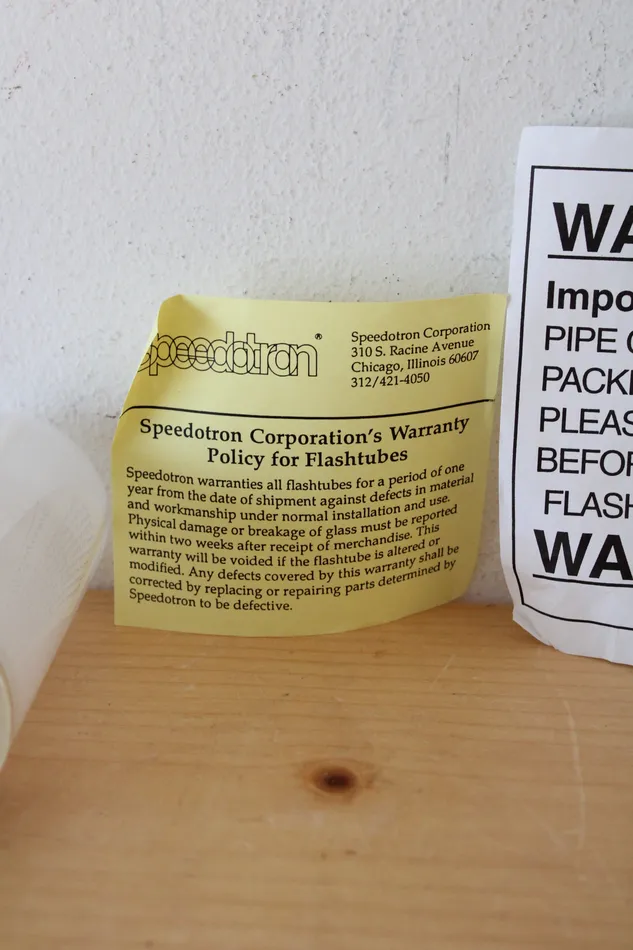 speedotron®
Speedotron Corporation
310 S. Racine Avenue
Chicago, Illinois 60607
312/421-4050
Speedotron Corporation's Warranty
Policy for Flashtubes
Speedotron warranties all flashtubes for a period of one
year from the date of shipment against defects in material
and workmanship under normal installation and use.
Physical damage or breakage of glass must be reported
within two weeks after receipt of merchandise. This
warranty will be voided if the flashtube is altered or
modified. Any defects covered by this warranty shall be
corrected by replacing or repairing parts determined by
Speedotron to be defective.
WA
Impo
PIPE
PACK
PLEAS
BEFO
FLASH
WA